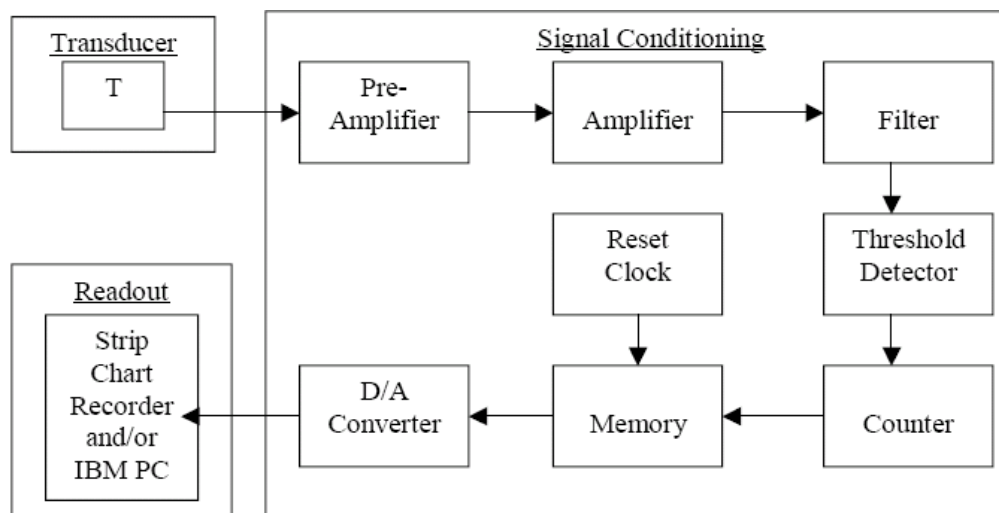 Transducer
T
Signal Conditioning
Pre-
Amplifier
Amplifier
Filter
Reset
Clock
Threshold
Detector
Readout
Strip
Chart
Recorder
and/or
IBM PC
D/A
Converter
Memory
Counter